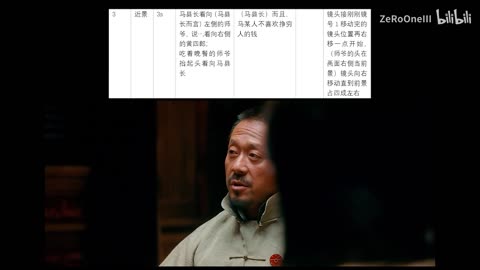 ZeRoOneIII bilibili
3 近景 3s 马县长看向(马县 (马县长)而且, 镜头接刚刚镜
长而言)左侧的师 马某人不喜欢挣穷 号1移动完的
爷,说…看向右侧 人的钱 镜头位置再右
的黄四郎; 移一点开始,
吃着晚餐的师爷 (师爷的头在
抬起头看向马县 画面右侧当前
长 景)镜头向右
移动直到前景
占四成左右